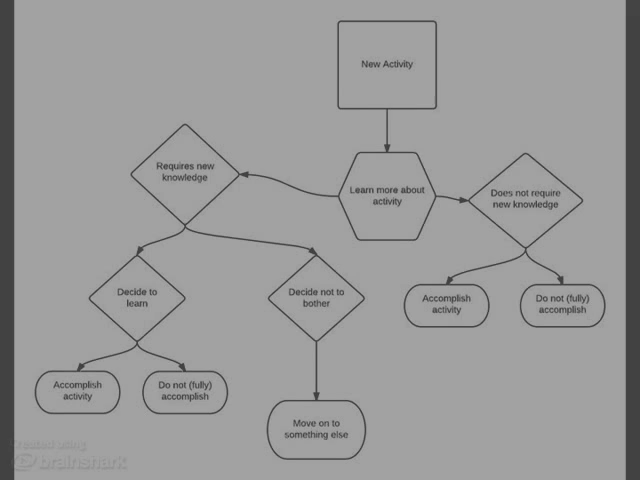 New Activity
Requires new
knowledge
Learn more about
activity
Does not require
new knowledge
Decide to
learn
Decide not to
bother
Accomplish
activity
Do not (fully)
accomplish
Accomplish
activity
Do not (fully)
accomplish
Move on to
something else
Created using
brainshark